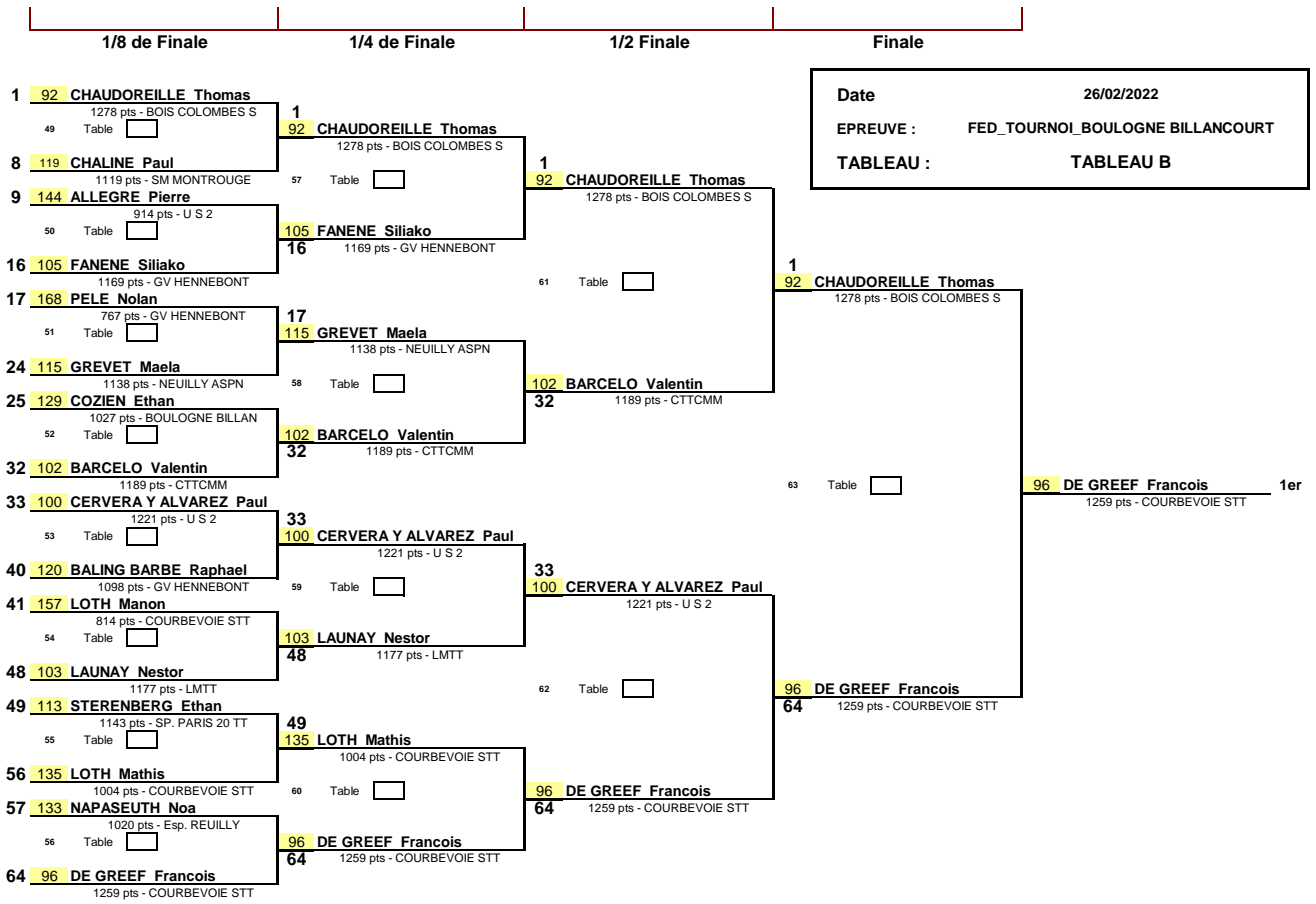 1/8 de Finale 1/4 de Finale 1/2 Finale Finale
Date 26/02/2022
EPREUVE : FED_TOURNOI_BOULOGNE BILLANCOURT
TABLEAU : TABLEAU B
1 92 CHAUDOREILLE Thomas
1278 pts - BOIS COLOMBES S
49 Table
8 119 CHALINE Paul
1119 pts - SM MONTROUGE
9 144 ALLEGRE Pierre
914 pts - U S 2
50 Table
16 105 FANENE Siliako
1169 pts - GV HENNEBONT
17 168 PELE Nolan
767 pts - GV HENNEBONT
51 Table
24 115 GREVET Maela
1138 pts - NEUILLY ASPN
25 129 COZIEN Ethan
1027 pts - BOULOGNE BILLAN
52 Table
32 102 BARCELO Valentin
1189 pts - CTTCMM
33 100 CERVERA Y ALVAREZ Paul
1221 pts - U S 2
53 Table
40 120 BALING BARBE Raphael
1098 pts - GV HENNEBONT
41 157 LOTH Manon
814 pts - COURBEVOIE STT
54 Table
48 103 LAUNAY Nestor
1177 pts - LMTT
49 113 STERENBERG Ethan
1143 pts - SP. PARIS 20 TT
55 Table
56 135 LOTH Mathis
1004 pts - COURBEVOIE STT
57 133 NAPASEUTH Noa
1020 pts - Esp. REUILLY
56 Table
64 96 DE GREEF Francois
1259 pts - COURBEVOIE STT
1
92 CHAUDOREILLE Thomas
1278 pts - BOIS COLOMBES S
57 Table
105 FANENE Siliako
16 1169 pts - GV HENNEBONT
17
115 GREVET Maela
1138 pts - NEUILLY ASPN
58 Table
102 BARCELO Valentin
32 1189 pts - CTTCMM
33
100 CERVERA Y ALVAREZ Paul
1221 pts - U S 2
59 Table
103 LAUNAY Nestor
48 1177 pts - LMTT
49
135 LOTH Mathis
1004 pts - COURBEVOIE STT
60 Table
96 DE GREEF Francois
64 1259 pts - COURBEVOIE STT
1
92 CHAUDOREILLE Thomas
1278 pts - BOIS COLOMBES S
61 Table
102 BARCELO Valentin
32 1189 pts - CTTCMM
33
100 CERVERA Y ALVAREZ Paul
1221 pts - U S 2
62 Table
96 DE GREEF Francois
64 1259 pts - COURBEVOIE STT
1
92 CHAUDOREILLE Thomas
1278 pts - BOIS COLOMBES S
63 Table
96 DE GREEF Francois
64 1259 pts - COURBEVOIE STT
96 DE GREEF Francois 1er
1259 pts - COURBEVOIE STT